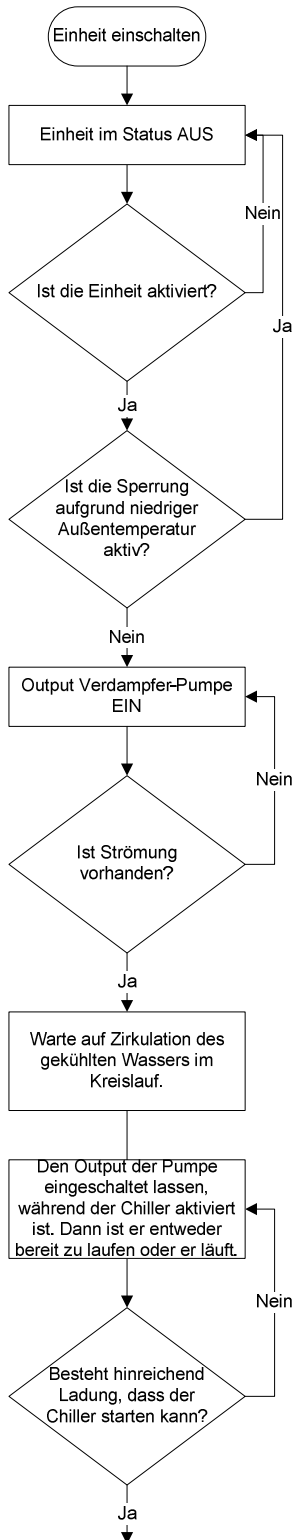 Einheit einschalten
Einheit im Status AUS
Nein
Ist die Einheit aktiviert?
Ja
Ja
Ist die Sperrung
aufgrund niedriger
Außentemperatur
aktiv?
Nein
Output Verdampfer-Pumpe
EIN
Nein
Ist Strömung
vorhanden?
Ja
Warte auf Zirkulation des
gekühlten Wassers im
Kreislauf.
Den Output der Pumpe
eingeschaltet lassen,
während der Chiller aktiviert
ist. Dann ist er entweder
bereit zu laufen oder er läuft.
Nein
Besteht hinreichend
Ladung, dass der
Chiller starten kann?
Ja